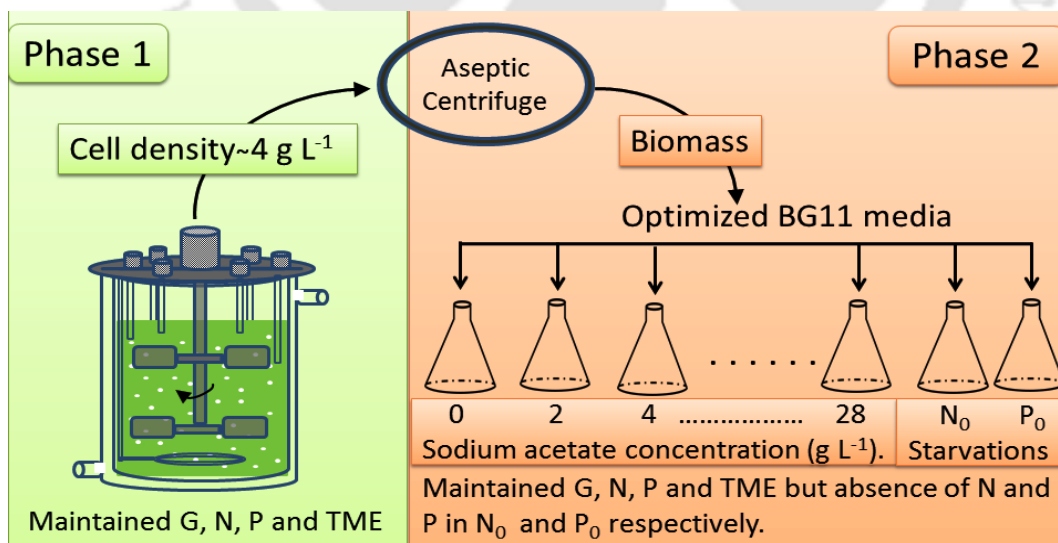 Phase 1
Cell density~4 g L⁻¹
Maintained G, N, P and TME
Aseptic
Centrifuge
Phase 2
Biomass
Optimized BG11 media
0 2 4 .................. 28 N₀ P₀
Sodium acetate concentration (g L⁻¹). Starvations
Maintained G, N, P and TME but absence of N and
P in N₀ and P₀ respectively.